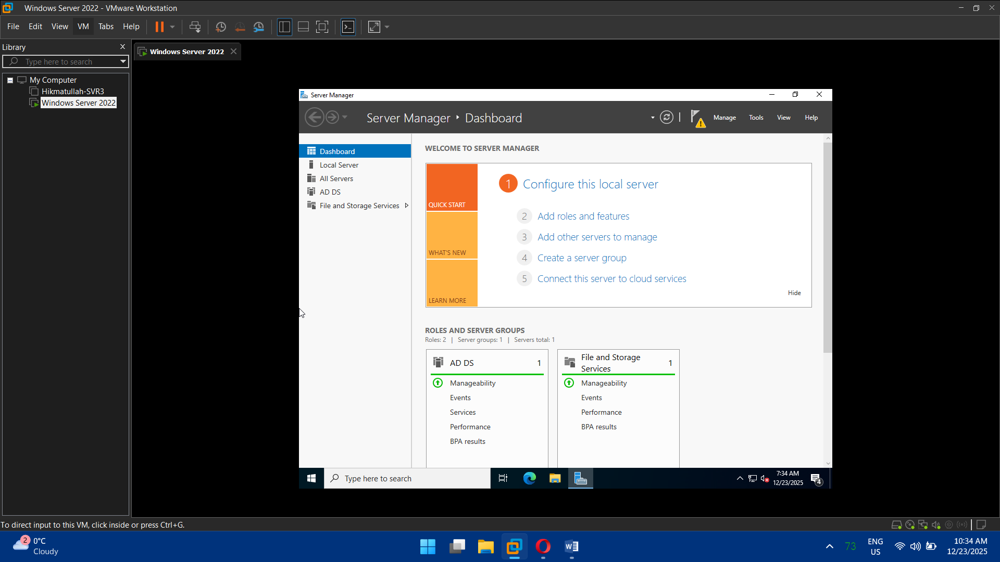 Windows Server 2022 - VMware Workstation
File Edit View VM Tabs Help
Library
Type here to search
My Computer
Hikmatullah-SVR3
Windows Server 2022
Windows Server 2022
Server Manager
Server Manager Dashboard
Manage Tools View Help
Dashboard
Local Server
All Servers
AD DS
File and Storage Services
WELCOME TO SERVER MANAGER
QUICK START
WHAT'S NEW
LEARN MORE
1 Configure this local server
2 Add roles and features
3 Add other servers to manage
4 Create a server group
5 Connect this server to cloud services
Hide
ROLES AND SERVER GROUPS
Roles: 2 | Server groups: 1 | Servers total: 1
AD DS 1
Manageability
Events
Services
Performance
BPA results
File and Storage Services 1
Manageability
Events
Performance
BPA results
Type here to search
7:34 AM
12/23/2025
4
To direct input to this VM, click inside or press Ctrl+G.
2
0°C
Cloudy
73
ENG
US
10:34 AM
12/23/2025